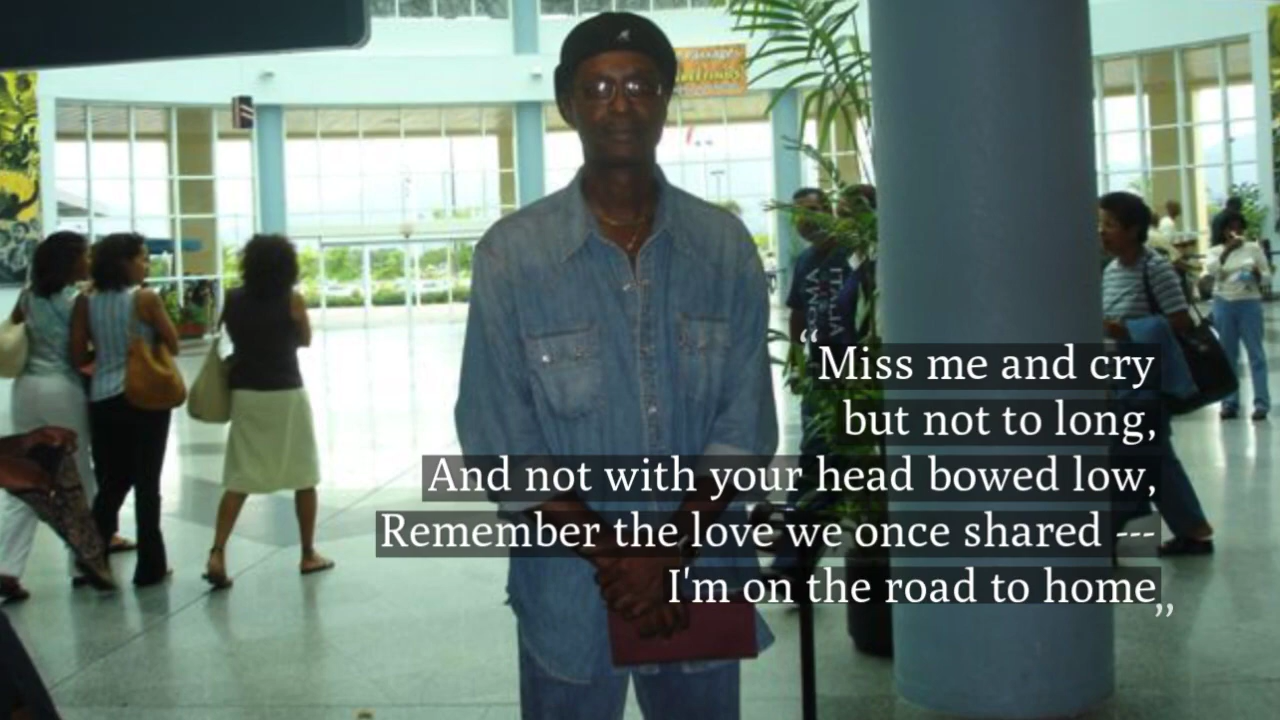 ITALIA
“Miss me and cry
but not to long,
And not with your head bowed low,
Remember the love we once shared ---
I'm on the road to home”